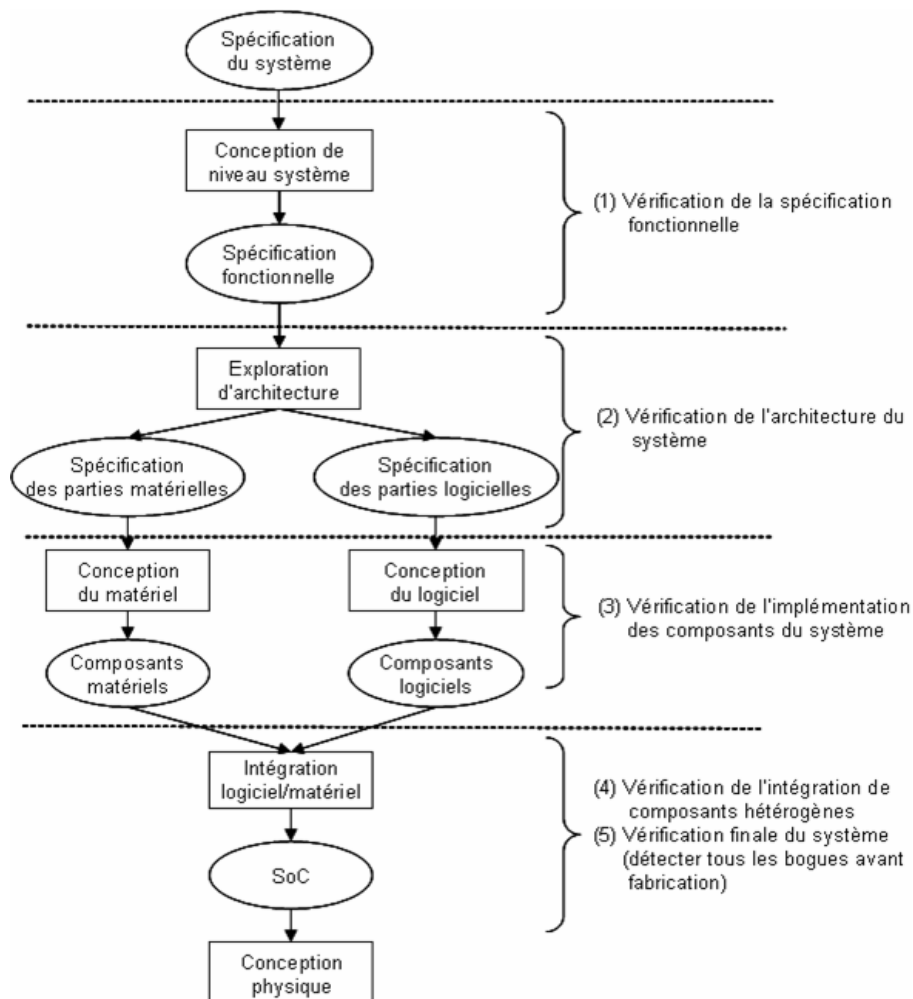 Spécification
du système
Conception de
niveau système
(1) Vérification de la spécification
fonctionnelle
Spécification
fonctionnelle
Exploration
d'architecture
(2) Vérification de l'architecture du
système
Spécification
des parties matérielles
Spécification
des parties logicielles
Conception
du matériel
Conception
du logiciel
(3) Vérification de l'implémentation
des composants du système
Composants
matériels
Composants
logiciels
Intégration
logiciel/matériel
(4) Vérification de l'intégration de
composants hétérogènes
(5) Vérification finale du système
(détecter tous les bogues avant
fabrication)
SoC
Conception
physique